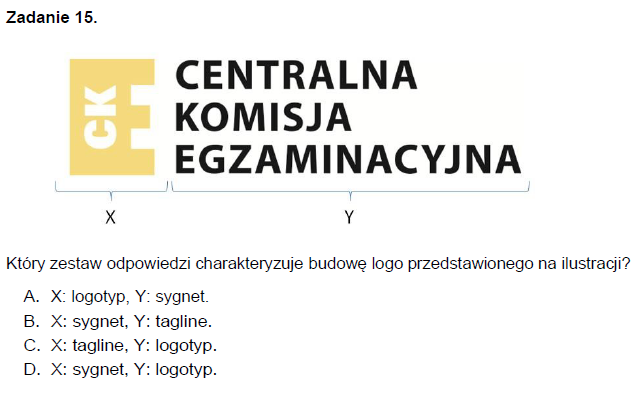 Zadanie 15.
CK
E
CENTRALNA
KOMISJA
EGZAMINACYJNA
X
Y
Który zestaw odpowiedzi charakteryzuje budowę logo przedstawionego na ilustracji?
A. X: logotyp, Y: sygnet.
B. X: sygnet, Y: tagline.
C. X: tagline, Y: logotyp.
D. X: sygnet, Y: logotyp.